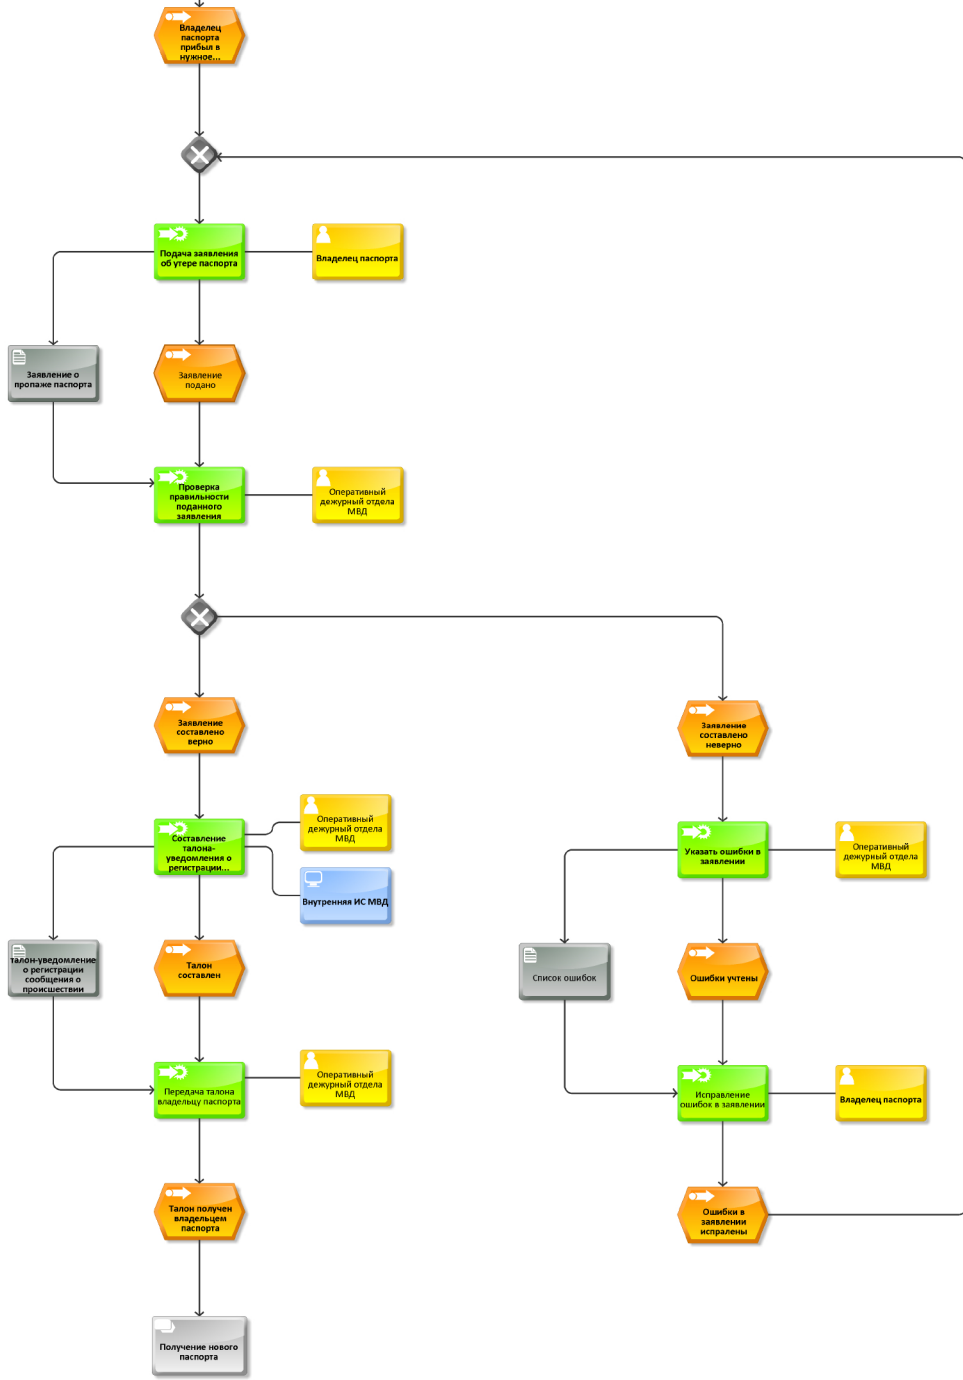 Владелец
паспорта
прибыл в
нужное...
Подача заявления
об утере паспорта
Владелец паспорта
Заявление о
пропаже паспорта
Заявление
подано
Проверка
правильности
поданного
заявления
Оперативный
дежурный отдела
МВД
Заявление
составлено
верно
Заявление
составлено
неверно
Составление
талона-
уведомления о
регистрации...
Оперативный
дежурный отдела
МВД
Внутренняя ИС МВД
Указать ошибки в
заявлении
Оперативный
дежурный отдела
МВД
талон-уведомление
о регистрации
сообщения о
происшествии
Талон
составлен
Список ошибок
Ошибки учтены
Передача талона
владельцу паспорта
Оперативный
дежурный отдела
МВД
Исправление
ошибок в заявлении
Владелец паспорта
Талон получен
владельцем
паспорта
Ошибки в
заявлении
испралены
Получение нового
паспорта